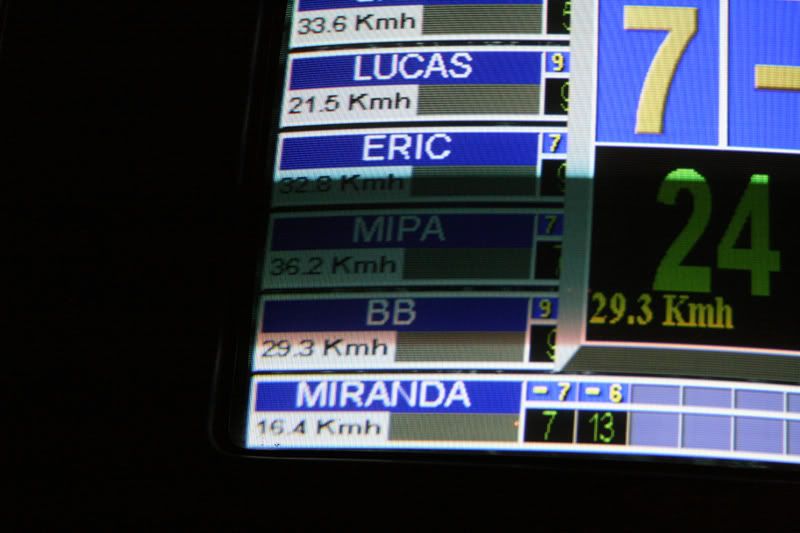 33.6 Kmh
7 -
LUCAS 9
21.5 Kmh
ERIC 7
32.8 Kmh
24
MIPA 7
36.2 Kmh
29.3 Kmh
BB 9
29.3 Kmh
MIRANDA - 7 - 6
16.4 Kmh 7 13